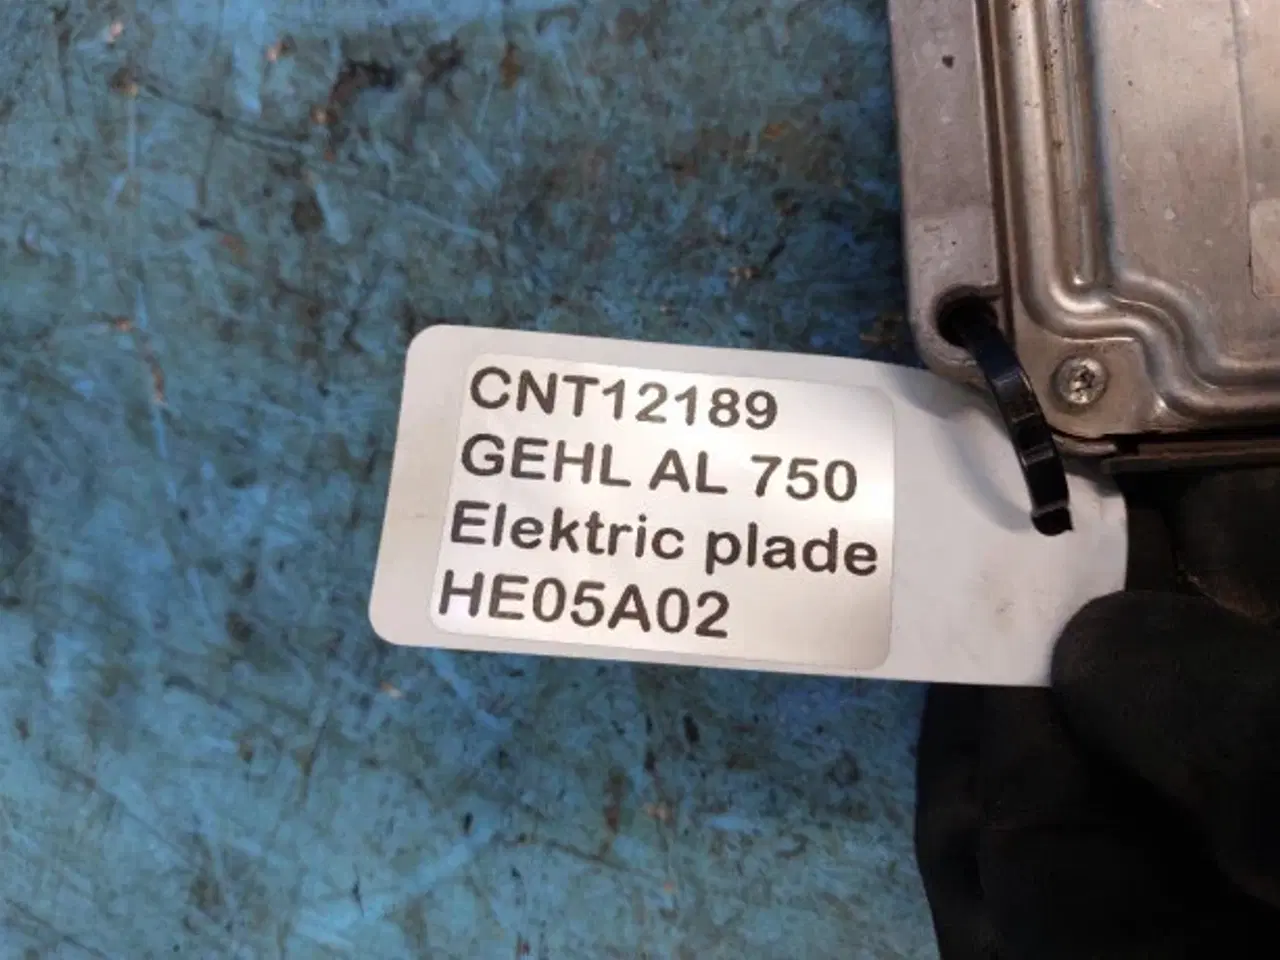 CNT12189
GEHL AL 750
Elektric plade
HE05A02